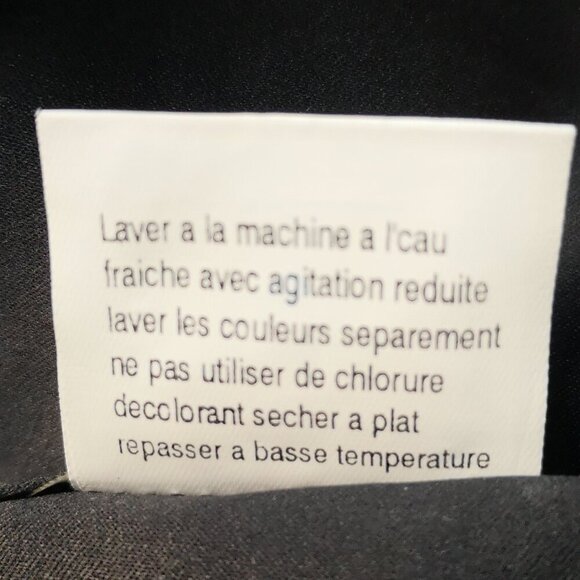 Laver a la machine a l'cau
fraiche avec agitation reduite
laver les couleurs separement
ne pas utiliser de chlorure
decolorant secher a plat
repasser a basse temperature